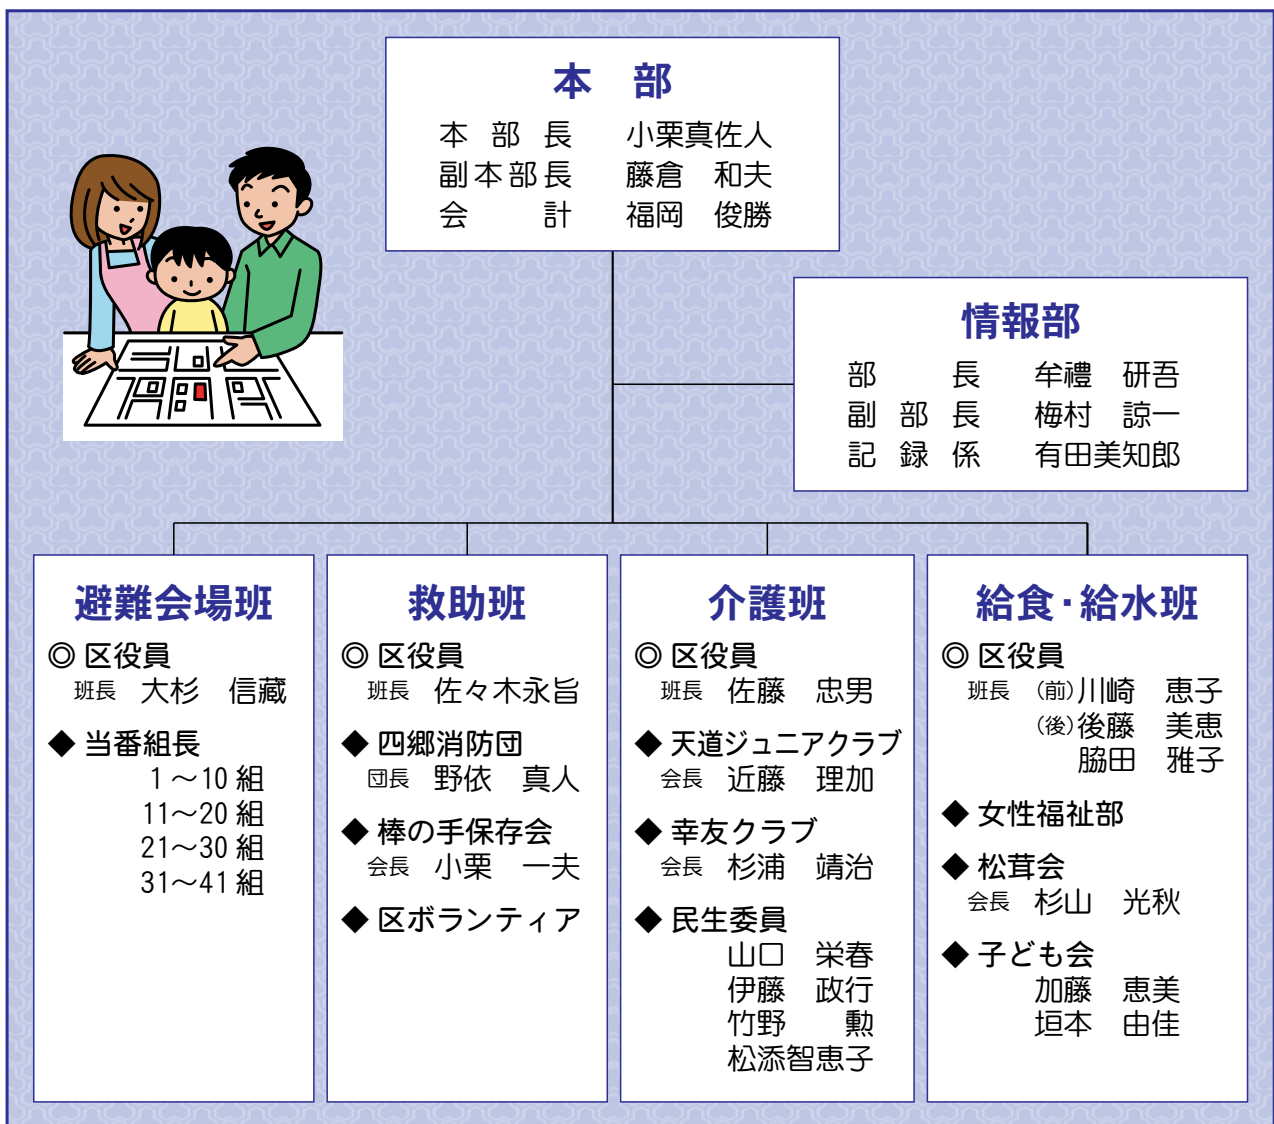 本　部
本部長　小栗真佐人
副本部長　藤倉　和夫
会計　福岡　俊勝
情報部
部長　牟禮　研吾
副部長　梅村　諒一
記録係　有田美知郎
避難会場班
◎ 区役員
班長　大杉　信藏
◆ 当番組長
1～10 組
11～20 組
21～30 組
31～41 組
救助班
◎ 区役員
班長　佐々木永旨
◆ 四郷消防団
団長　野依　真人
◆ 棒の手保存会
会長　小栗　一夫
◆ 区ボランティア
介護班
◎ 区役員
班長　佐藤　忠男
◆ 天道ジュニアクラブ
会長　近藤　理加
◆ 幸友クラブ
会長　杉浦　靖治
◆ 民生委員
山口　栄春
伊藤　政行
竹野　勲
松添智恵子
給食・給水班
◎ 区役員
班長　(前)川崎　恵子
(後)後藤　美恵
脇田　雅子
◆ 女性福祉部
◆ 松茸会
会長　杉山　光秋
◆ 子ども会
加藤　恵美
垣本　由佳